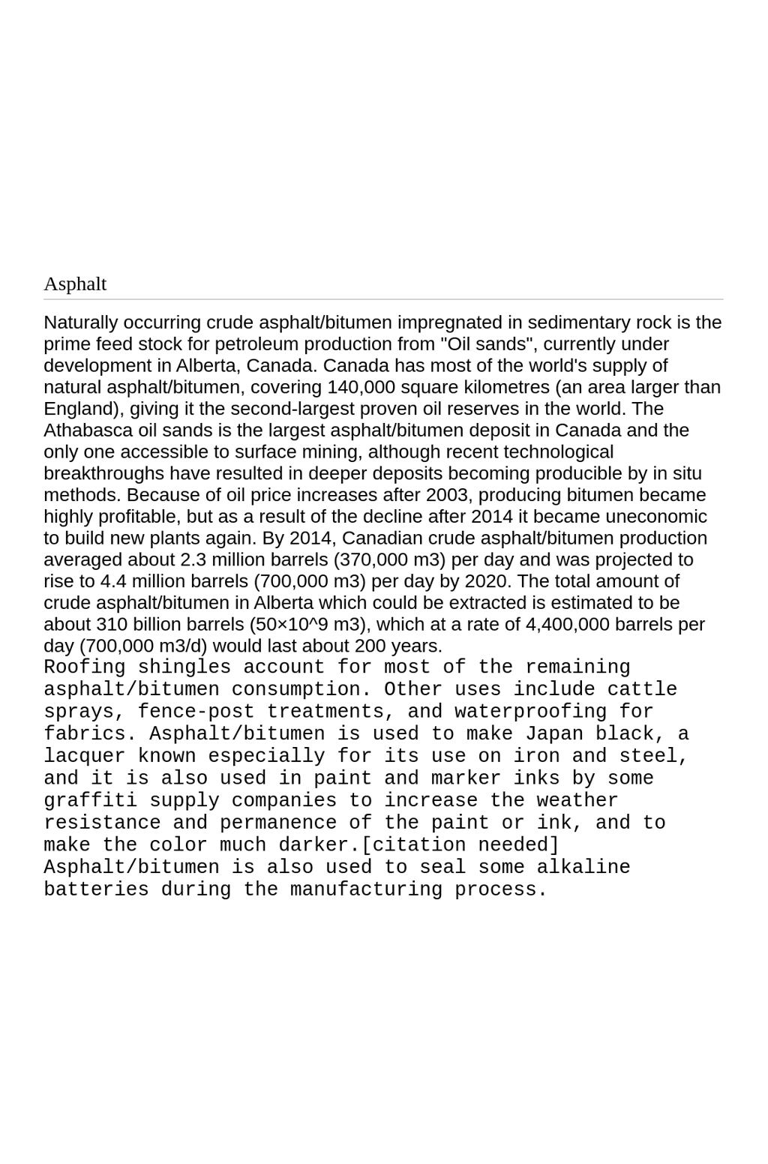 Asphalt
Naturally occurring crude asphalt/bitumen impregnated in sedimentary rock is the
prime feed stock for petroleum production from "Oil sands", currently under
development in Alberta, Canada. Canada has most of the world's supply of
natural asphalt/bitumen, covering 140,000 square kilometres (an area larger than
England), giving it the second-largest proven oil reserves in the world. The
Athabasca oil sands is the largest asphalt/bitumen deposit in Canada and the
only one accessible to surface mining, although recent technological
breakthroughs have resulted in deeper deposits becoming producible by in situ
methods. Because of oil price increases after 2003, producing bitumen became
highly profitable, but as a result of the decline after 2014 it became uneconomic
to build new plants again. By 2014, Canadian crude asphalt/bitumen production
averaged about 2.3 million barrels (370,000 m3) per day and was projected to
rise to 4.4 million barrels (700,000 m3) per day by 2020. The total amount of
crude asphalt/bitumen in Alberta which could be extracted is estimated to be
about 310 billion barrels (50×10^9 m3), which at a rate of 4,400,000 barrels per
day (700,000 m3/d) would last about 200 years.
Roofing shingles account for most of the remaining
asphalt/bitumen consumption. Other uses include cattle
sprays, fence-post treatments, and waterproofing for
fabrics. Asphalt/bitumen is used to make Japan black, a
lacquer known especially for its use on iron and steel,
and it is also used in paint and marker inks by some
graffiti supply companies to increase the weather
resistance and permanence of the paint or ink, and to
make the color much darker.[citation needed]
Asphalt/bitumen is also used to seal some alkaline
batteries during the manufacturing process.